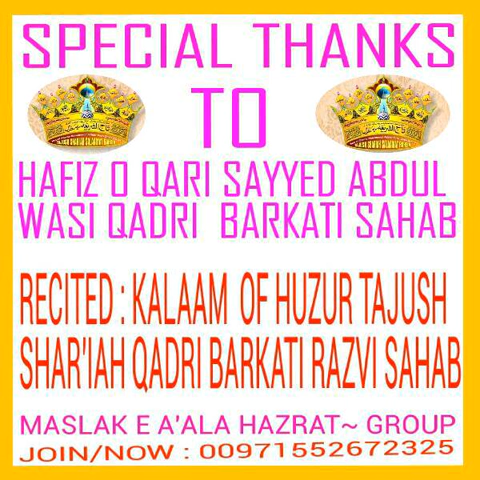 SPECIAL THANKS
TO
HAFIZ O QARI SAYYED ABDUL
WASI QADRI BARKATI SAHAB
RECITED : KALAAM OF HUZUR TAJUSH
SHAR'IAH QADRI BARKATI RAZVI SAHAB
MASLAK E A'ALA HAZRAT~ GROUP
JOIN/NOW : 00971552672325